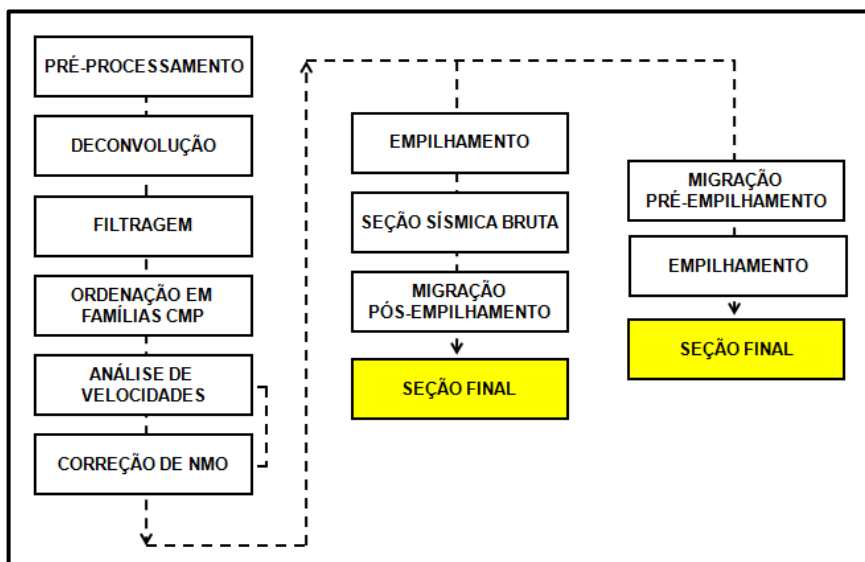 PRÉ-PROCESSAMENTO
DECONVOLUÇÃO
FILTRAGEM
ORDENAÇÃO EM
FAMÍLIAS CMP
ANÁLISE DE
VELOCIDADES
CORREÇÃO DE NMO
EMPILHAMENTO
SEÇÃO SÍSMICA BRUTA
MIGRAÇÃO
PÓS-EMPILHAMENTO
SEÇÃO FINAL
MIGRAÇÃO
PRÉ-EMPILHAMENTO
EMPILHAMENTO
SEÇÃO FINAL